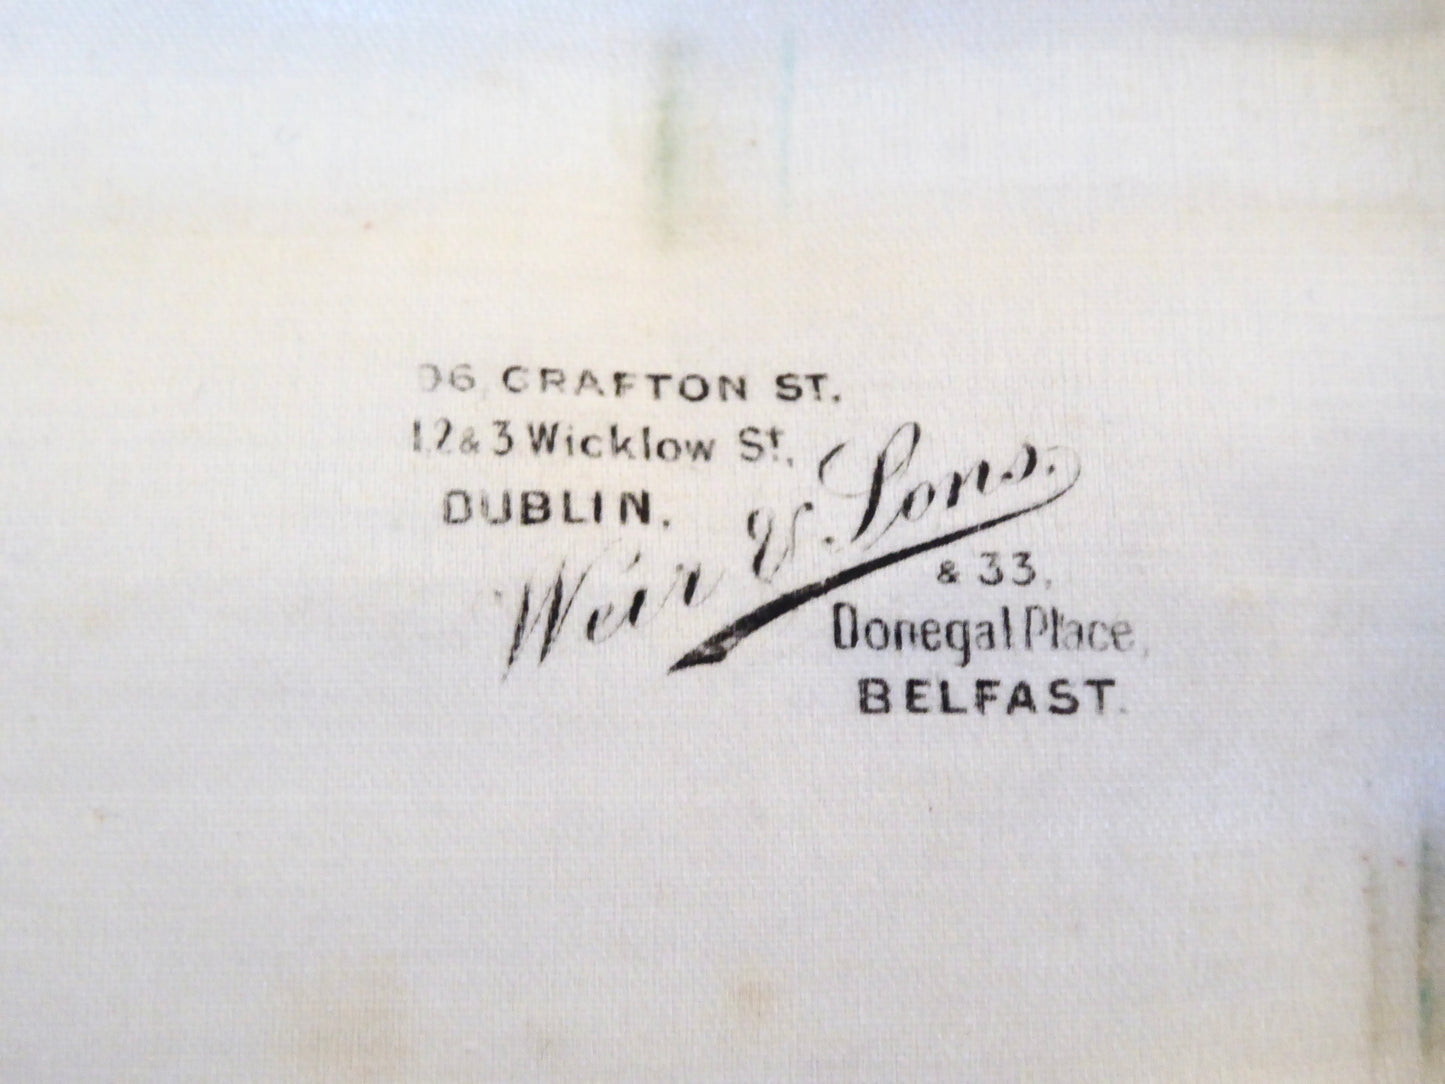 96, GRAFTON ST.
1,2 & 3 Wicklow St,
DUBLIN.
Weir & Sons.
& 33,
Donegal Place,
BELFAST.